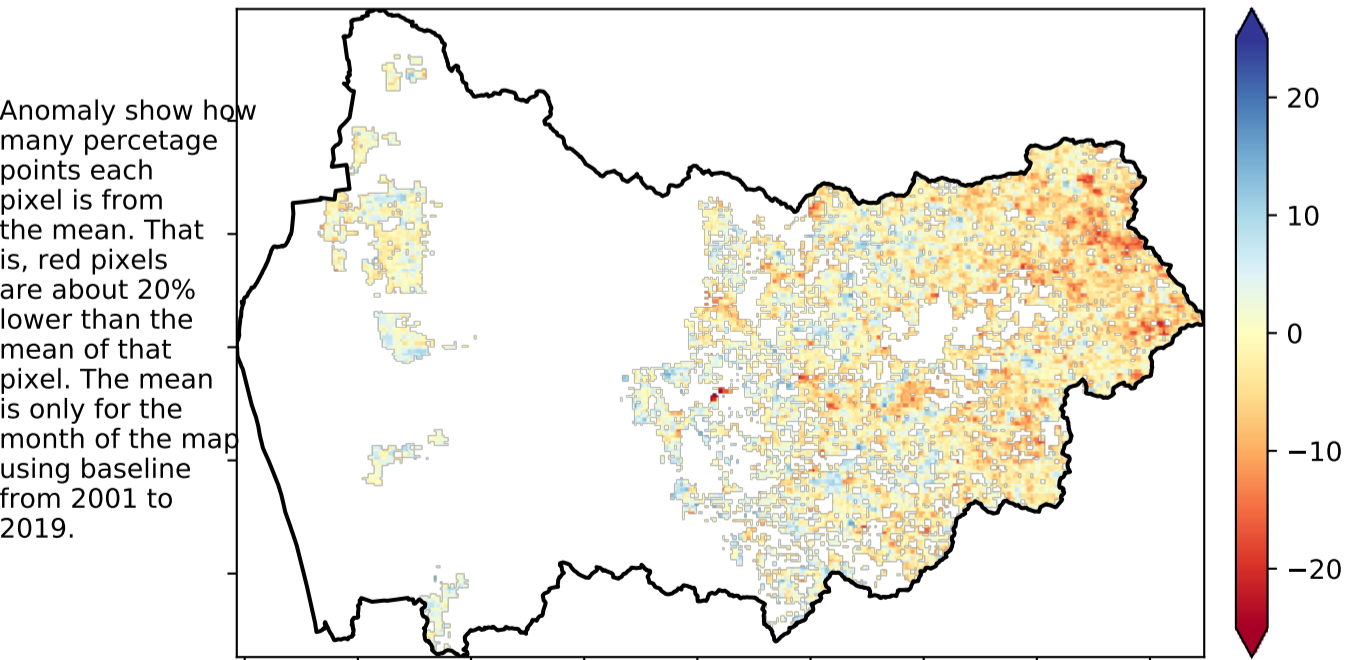 Anomaly show how
many percetage
points each
pixel is from
the mean. That
is, red pixels
are about 20%
lower than the
mean of that
pixel. The mean
is only for the
month of the map
using baseline
from 2001 to
2019.
20
10
0
−10
−20